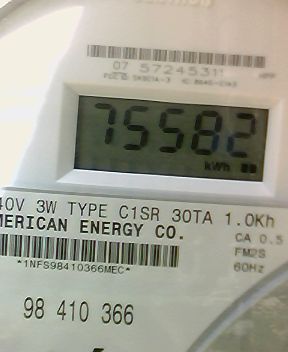 07 57245311
75582
kWh
40V 3W TYPE C1SR 30TA 1.0Kh
MERICAN ENERGY CO.
CA 0.5
FM2S
60Hz
*1NFS98410366MEC*
98 410 366